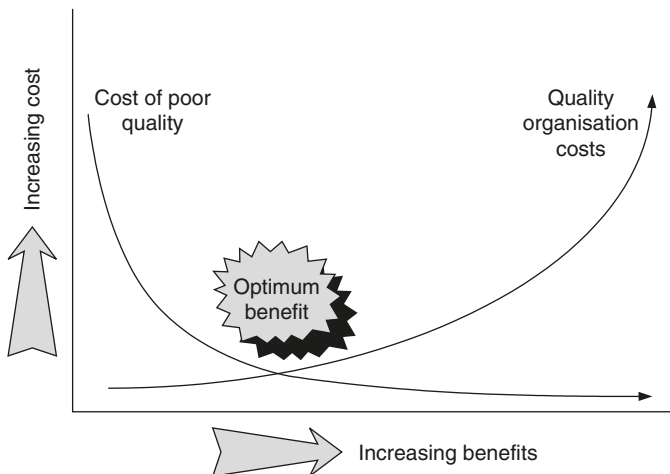 Increasing cost
Cost of poor
quality
Quality
organisation
costs
Optimum
benefit
Increasing benefits